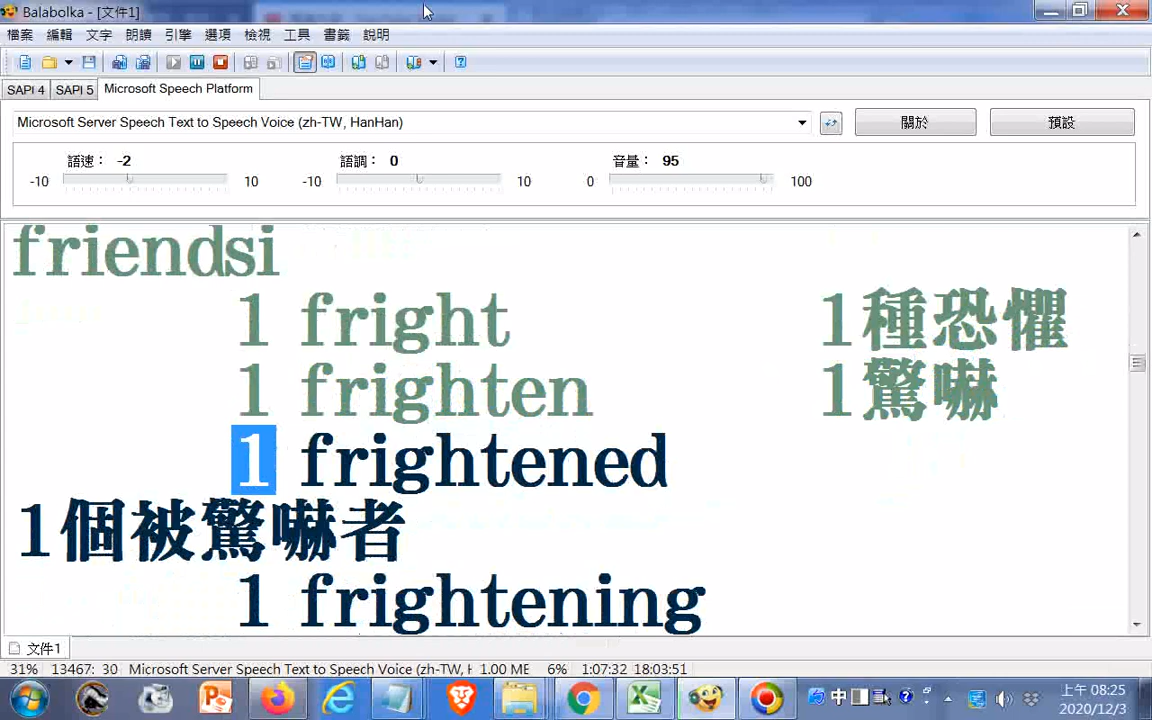 Balabolka - [文件1]
檔案 編輯 文字 朗讀 引擎 選項 檢視 工具 書籤 說明
SAPI 4 SAPI 5 Microsoft Speech Platform
Microsoft Server Speech Text to Speech Voice (zh-TW, HanHan) 關於 預設
語速： -2 語調： 0 音量： 95
-10 10 -10 10 0 100
friendsi
1 fright 1種恐懼
1 frighten 1驚嚇
1 frightened
1個被驚嚇者
1 frightening
文件1
31% 13467: 30 Microsoft Server Speech Text to Speech Voice (zh-TW, H 1.00 ME 6% 1:07:32 18:03:51
中 上午 08:25
2020/12/3